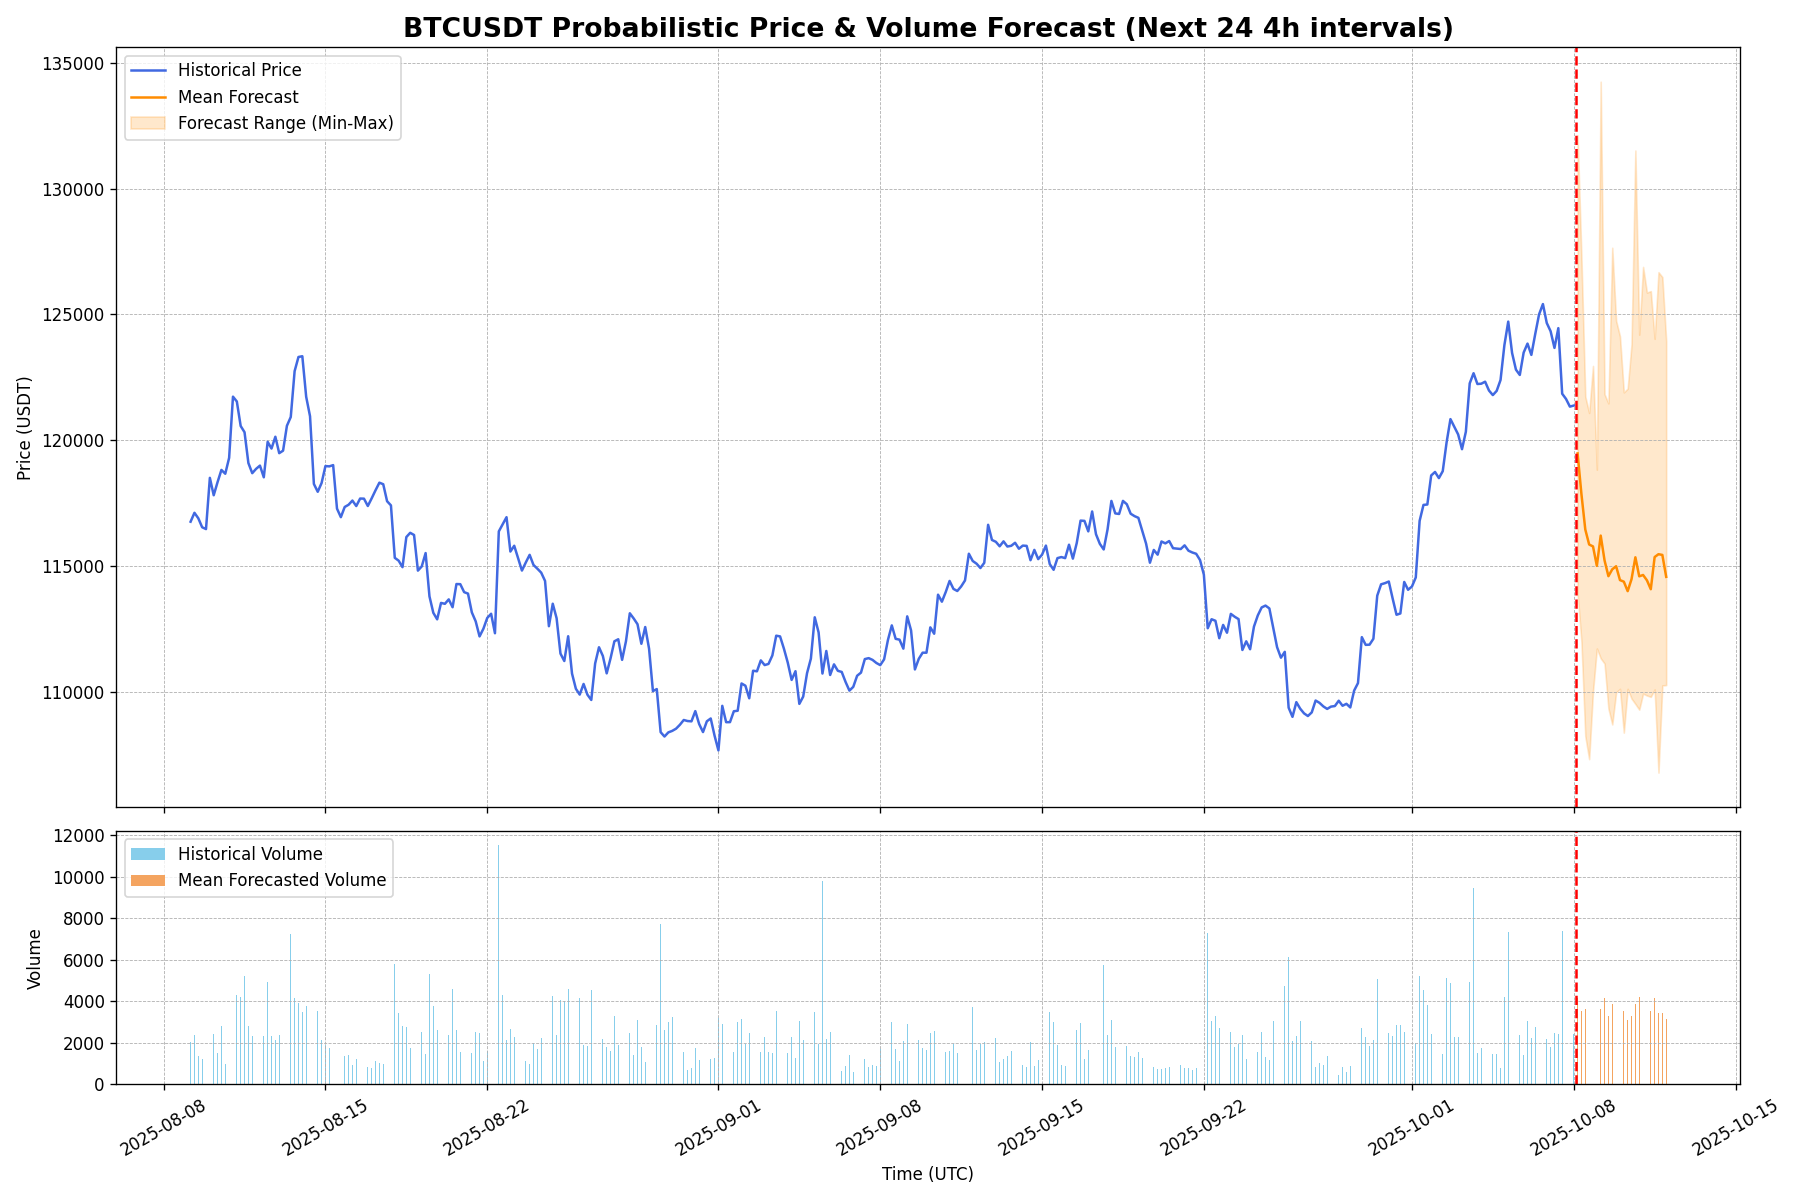 BTCUSDT Probabilistic Price & Volume Forecast (Next 24 4h intervals)
Historical Price
Mean Forecast
Forecast Range (Min-Max)
135000
130000
125000
120000
115000
110000
Price (USDT)
Historical Volume
Mean Forecasted Volume
12000
10000
8000
6000
4000
2000
0
Volume
2025-08-08
2025-08-15
2025-08-22
2025-09-01
2025-09-08
2025-09-15
2025-09-22
2025-10-01
2025-10-08
2025-10-15
Time (UTC)